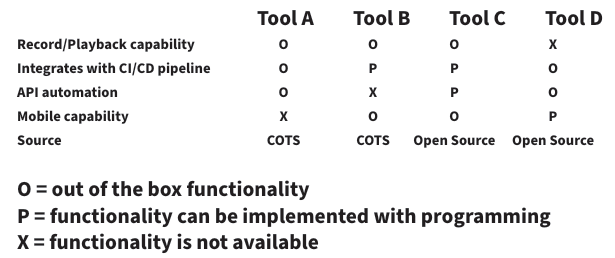 Tool A Tool B Tool C Tool D
Record/Playback capability O O O X
Integrates with CI/CD pipeline O P P O
API automation O X P O
Mobile capability X O O P
Source COTS COTS Open Source Open Source
O = out of the box functionality
P = functionality can be implemented with programming
X = functionality is not available